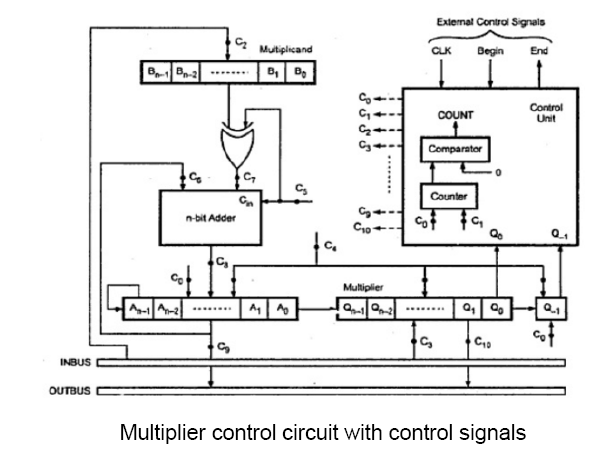 External Control Signals
CLK Begin End
C2
Multiplicand
Bn-1 Bn-2 -------- B1 B0
C0
C1
C2
C3
C9
C10
COUNT
Control
Unit
Comparator
0
Counter
C0 C1
Q0 Q-1
C6 C7 C5
Cin
n-bit Adder
C8 C4
C0
Multiplier
An-1 An-2 -------- A1 A0 Qn-1 Qn-2 -------- Q1 Q0 Q-1
C9 C3 C10 C0
INBUS
OUTBUS
Multiplier control circuit with control signals